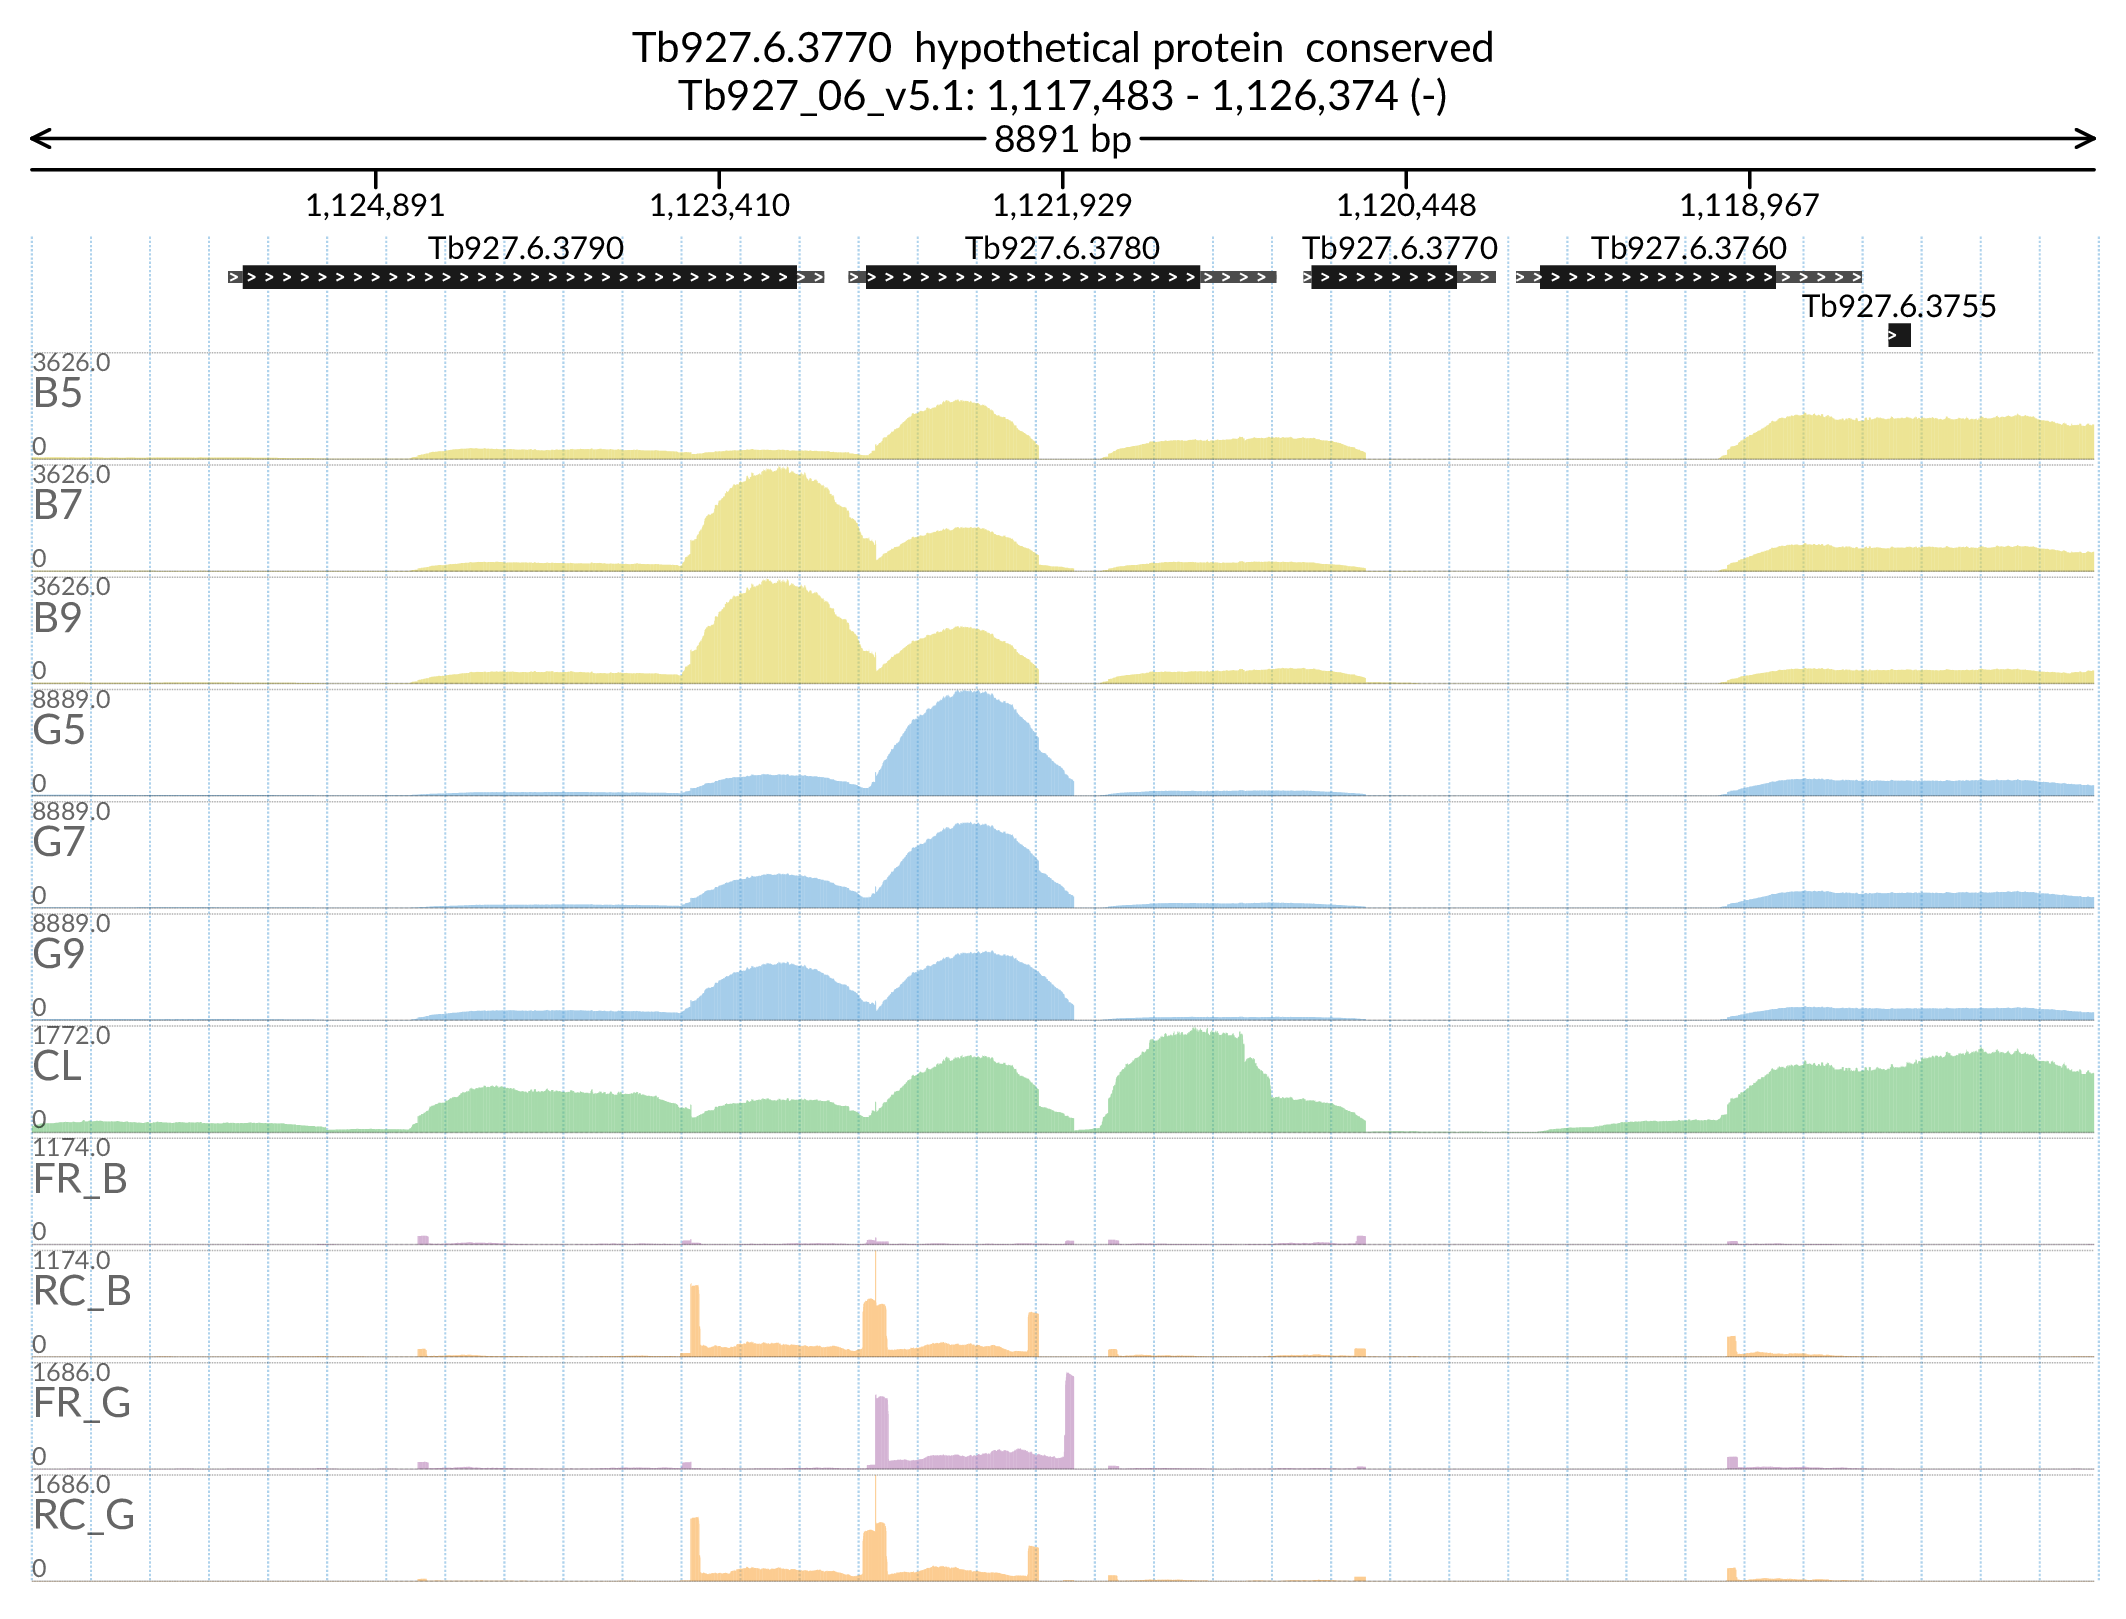 Tb927.6.3770 hypothetical protein conserved
Tb927_06_v5.1: 1,117,483 - 1,126,374 (-)
8891 bp
1,124,891 1,123,410 1,121,929 1,120,448 1,118,967
Tb927.6.3790 Tb927.6.3780 Tb927.6.3770 Tb927.6.3760
Tb927.6.3755
3626.0
B5
0
3626.0
B7
0
3626.0
B9
0
8889.0
G5
0
8889.0
G7
0
8889.0
G9
0
1772.0
CL
0
1174.0
FR_B
0
1174.0
RC_B
0
1686.0
FR_G
0
1686.0
RC_G
0